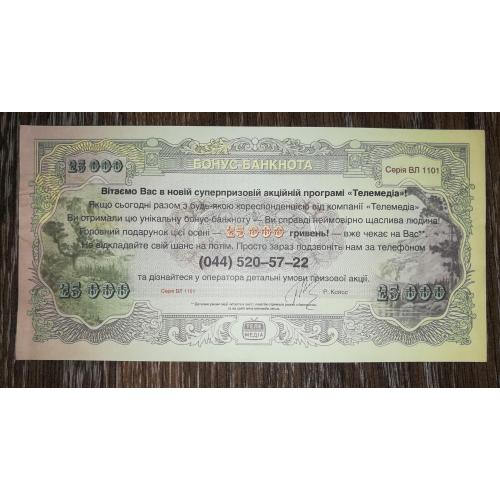 25 000
БОНУС-БАНКНОТА
Серія ВЛ 1101
Вітаємо Вас в новій суперпризовій акційній програмі «Телемедіа»!
Якщо сьогодні разом з будь-якою кореспонденцією від компанії «Телемедіа»
Ви отримали цю унікальну бонус-банкноту — Ви справді неймовірно щаслива людина!
Головний подарунок цієї осені — 25 000 гривень! — вже чекає на Вас**.
Не відкладайте свій шанс на потім. Просто зараз подзвоніть нам за телефоном
(044) 520–57–22
та дізнайтеся у оператора детальні умови призової акції.
25 000
Серія ВЛ 1101
Р. Кояос
25 000
ТЕЛЕ
МЕДІА